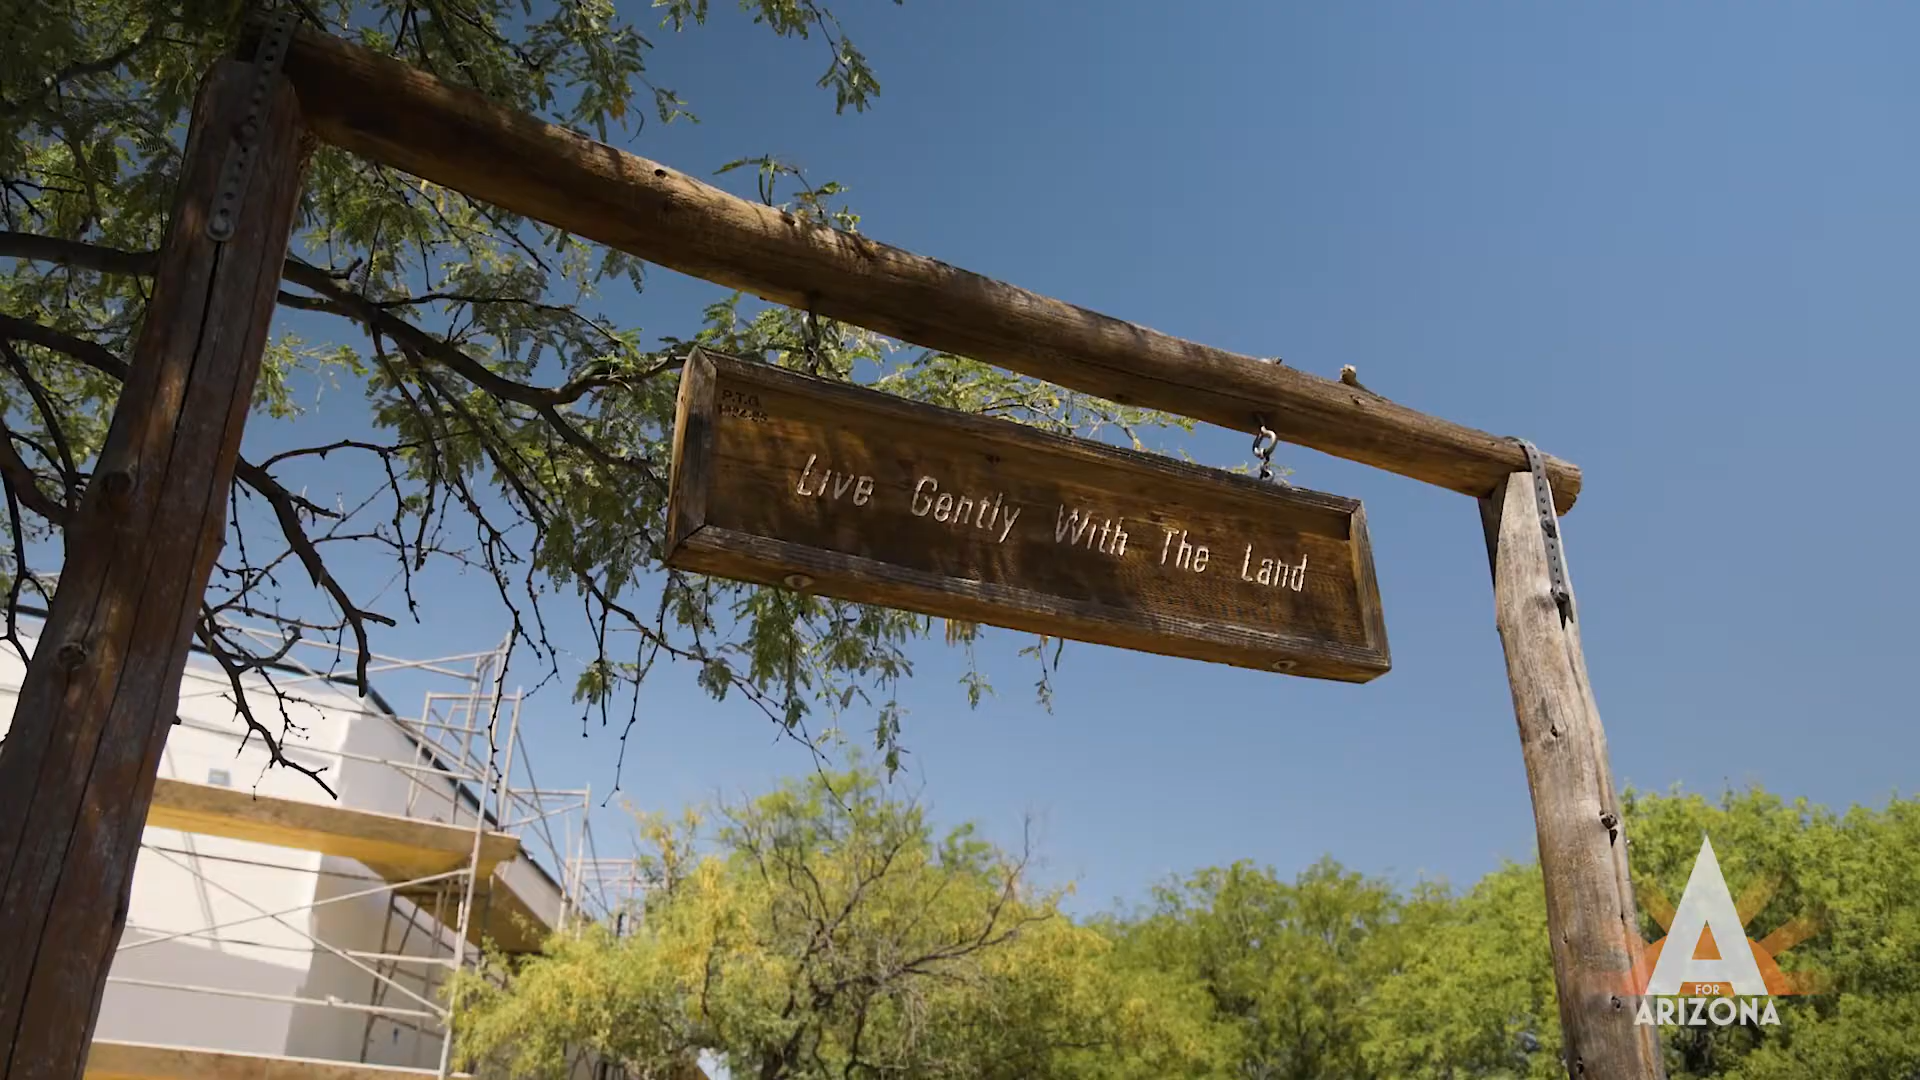 P.T.O.
Live Gently With The Land
A
FOR
ARIZONA